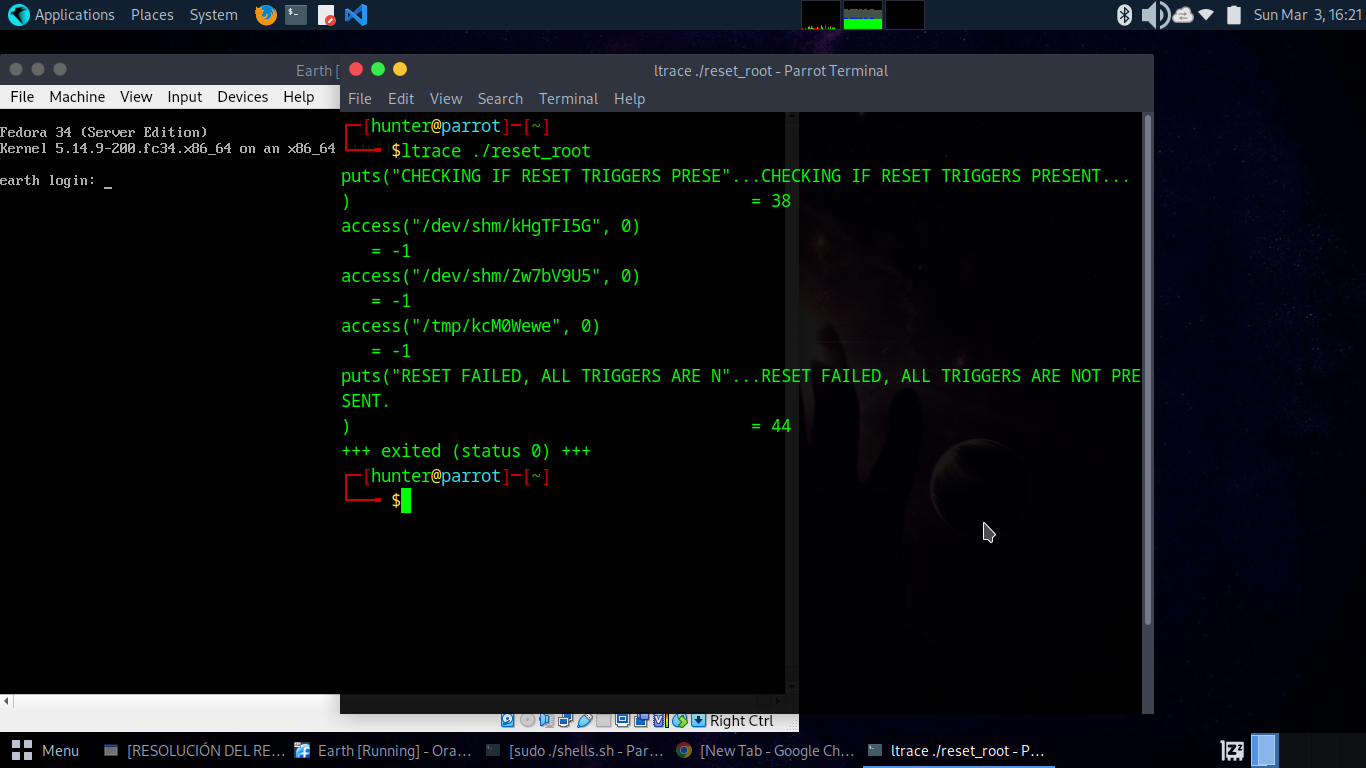 Applications Places System
Sun Mar 3, 16:21
Earth [
File Machine View Input Devices Help
Fedora 34 (Server Edition)
Kernel 5.14.9-200.fc34.x86_64 on an x86_64
earth login: _
ltrace ./reset_root - Parrot Terminal
File Edit View Search Terminal Help
┌─[hunter@parrot]─[~]
└──╼ $ltrace ./reset_root
puts("CHECKING IF RESET TRIGGERS PRESE"...CHECKING IF RESET TRIGGERS PRESENT...
) = 38
access("/dev/shm/kHgTFI5G", 0)
= -1
access("/dev/shm/Zw7bV9U5", 0)
= -1
access("/tmp/kcM0Wewe", 0)
= -1
puts("RESET FAILED, ALL TRIGGERS ARE N"...RESET FAILED, ALL TRIGGERS ARE NOT PRE
SENT.
) = 44
+++ exited (status 0) +++
┌─[hunter@parrot]─[~]
└──╼ $
Right Ctrl
Menu [RESOLUCIÓN DEL RE... Earth [Running] - Ora... [sudo ./shells.sh - Par... [New Tab - Google Ch... ltrace ./reset_root - P...